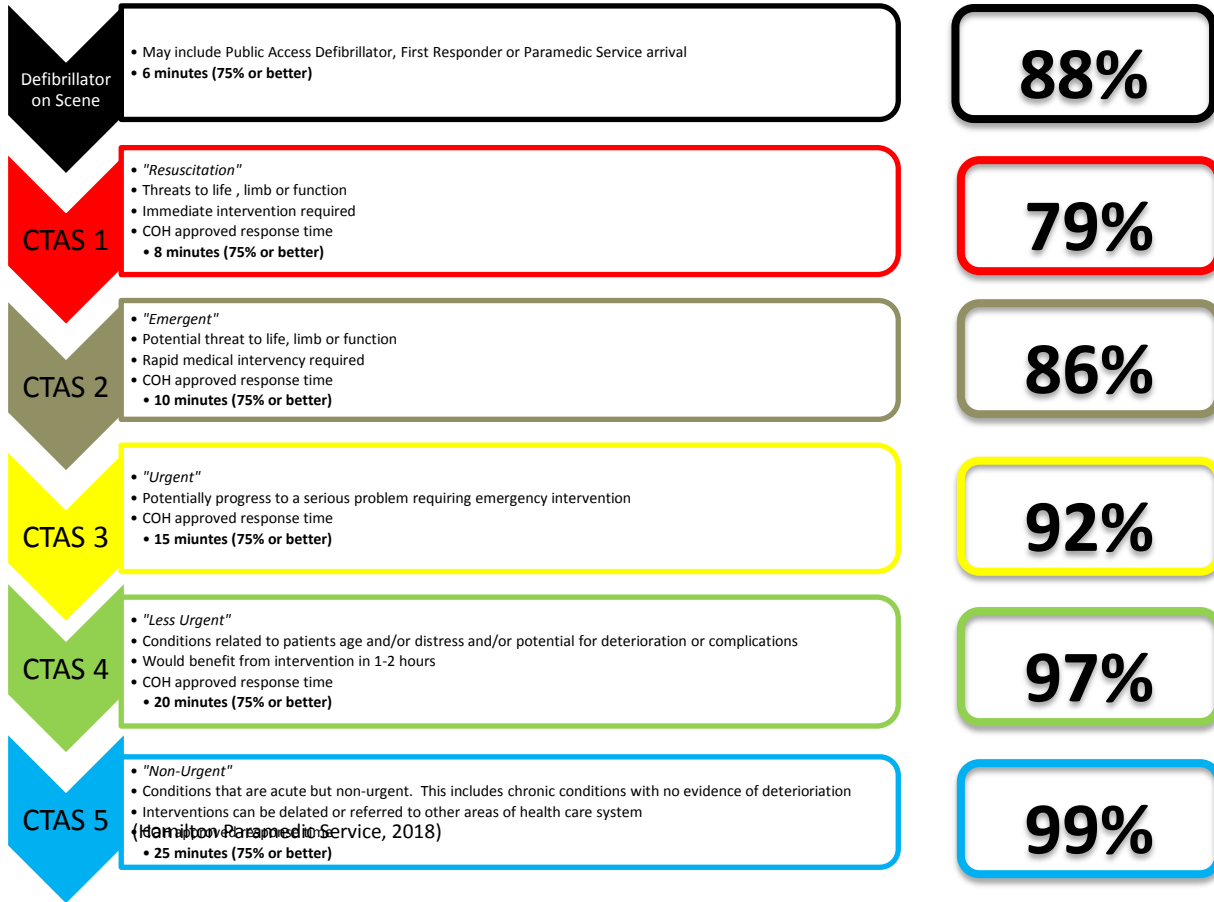 Defibrillator
on Scene
• May include Public Access Defibrillator, First Responder or Paramedic Service arrival
• 6 minutes (75% or better)
88%
CTAS 1
• "Resuscitation"
• Threats to life , limb or function
• Immediate intervention required
• COH approved response time
• 8 minutes (75% or better)
79%
CTAS 2
• "Emergent"
• Potential threat to life, limb or function
• Rapid medical intervency required
• COH approved response time
• 10 minutes (75% or better)
86%
CTAS 3
• "Urgent"
• Potentially progress to a serious problem requiring emergency intervention
• COH approved response time
• 15 miuntes (75% or better)
92%
CTAS 4
• "Less Urgent"
• Conditions related to patients age and/or distress and/or potential for deterioration or complications
• Would benefit from intervention in 1-2 hours
• COH approved response time
• 20 minutes (75% or better)
97%
CTAS 5
• "Non-Urgent"
• Conditions that are acute but non-urgent.  This includes chronic conditions with no evidence of deterioration
• Interventions can be delated or referred to other areas of health care system
• COH approved response time
(Hamilton Paramedic Service, 2018)
• 25 minutes (75% or better)
99%